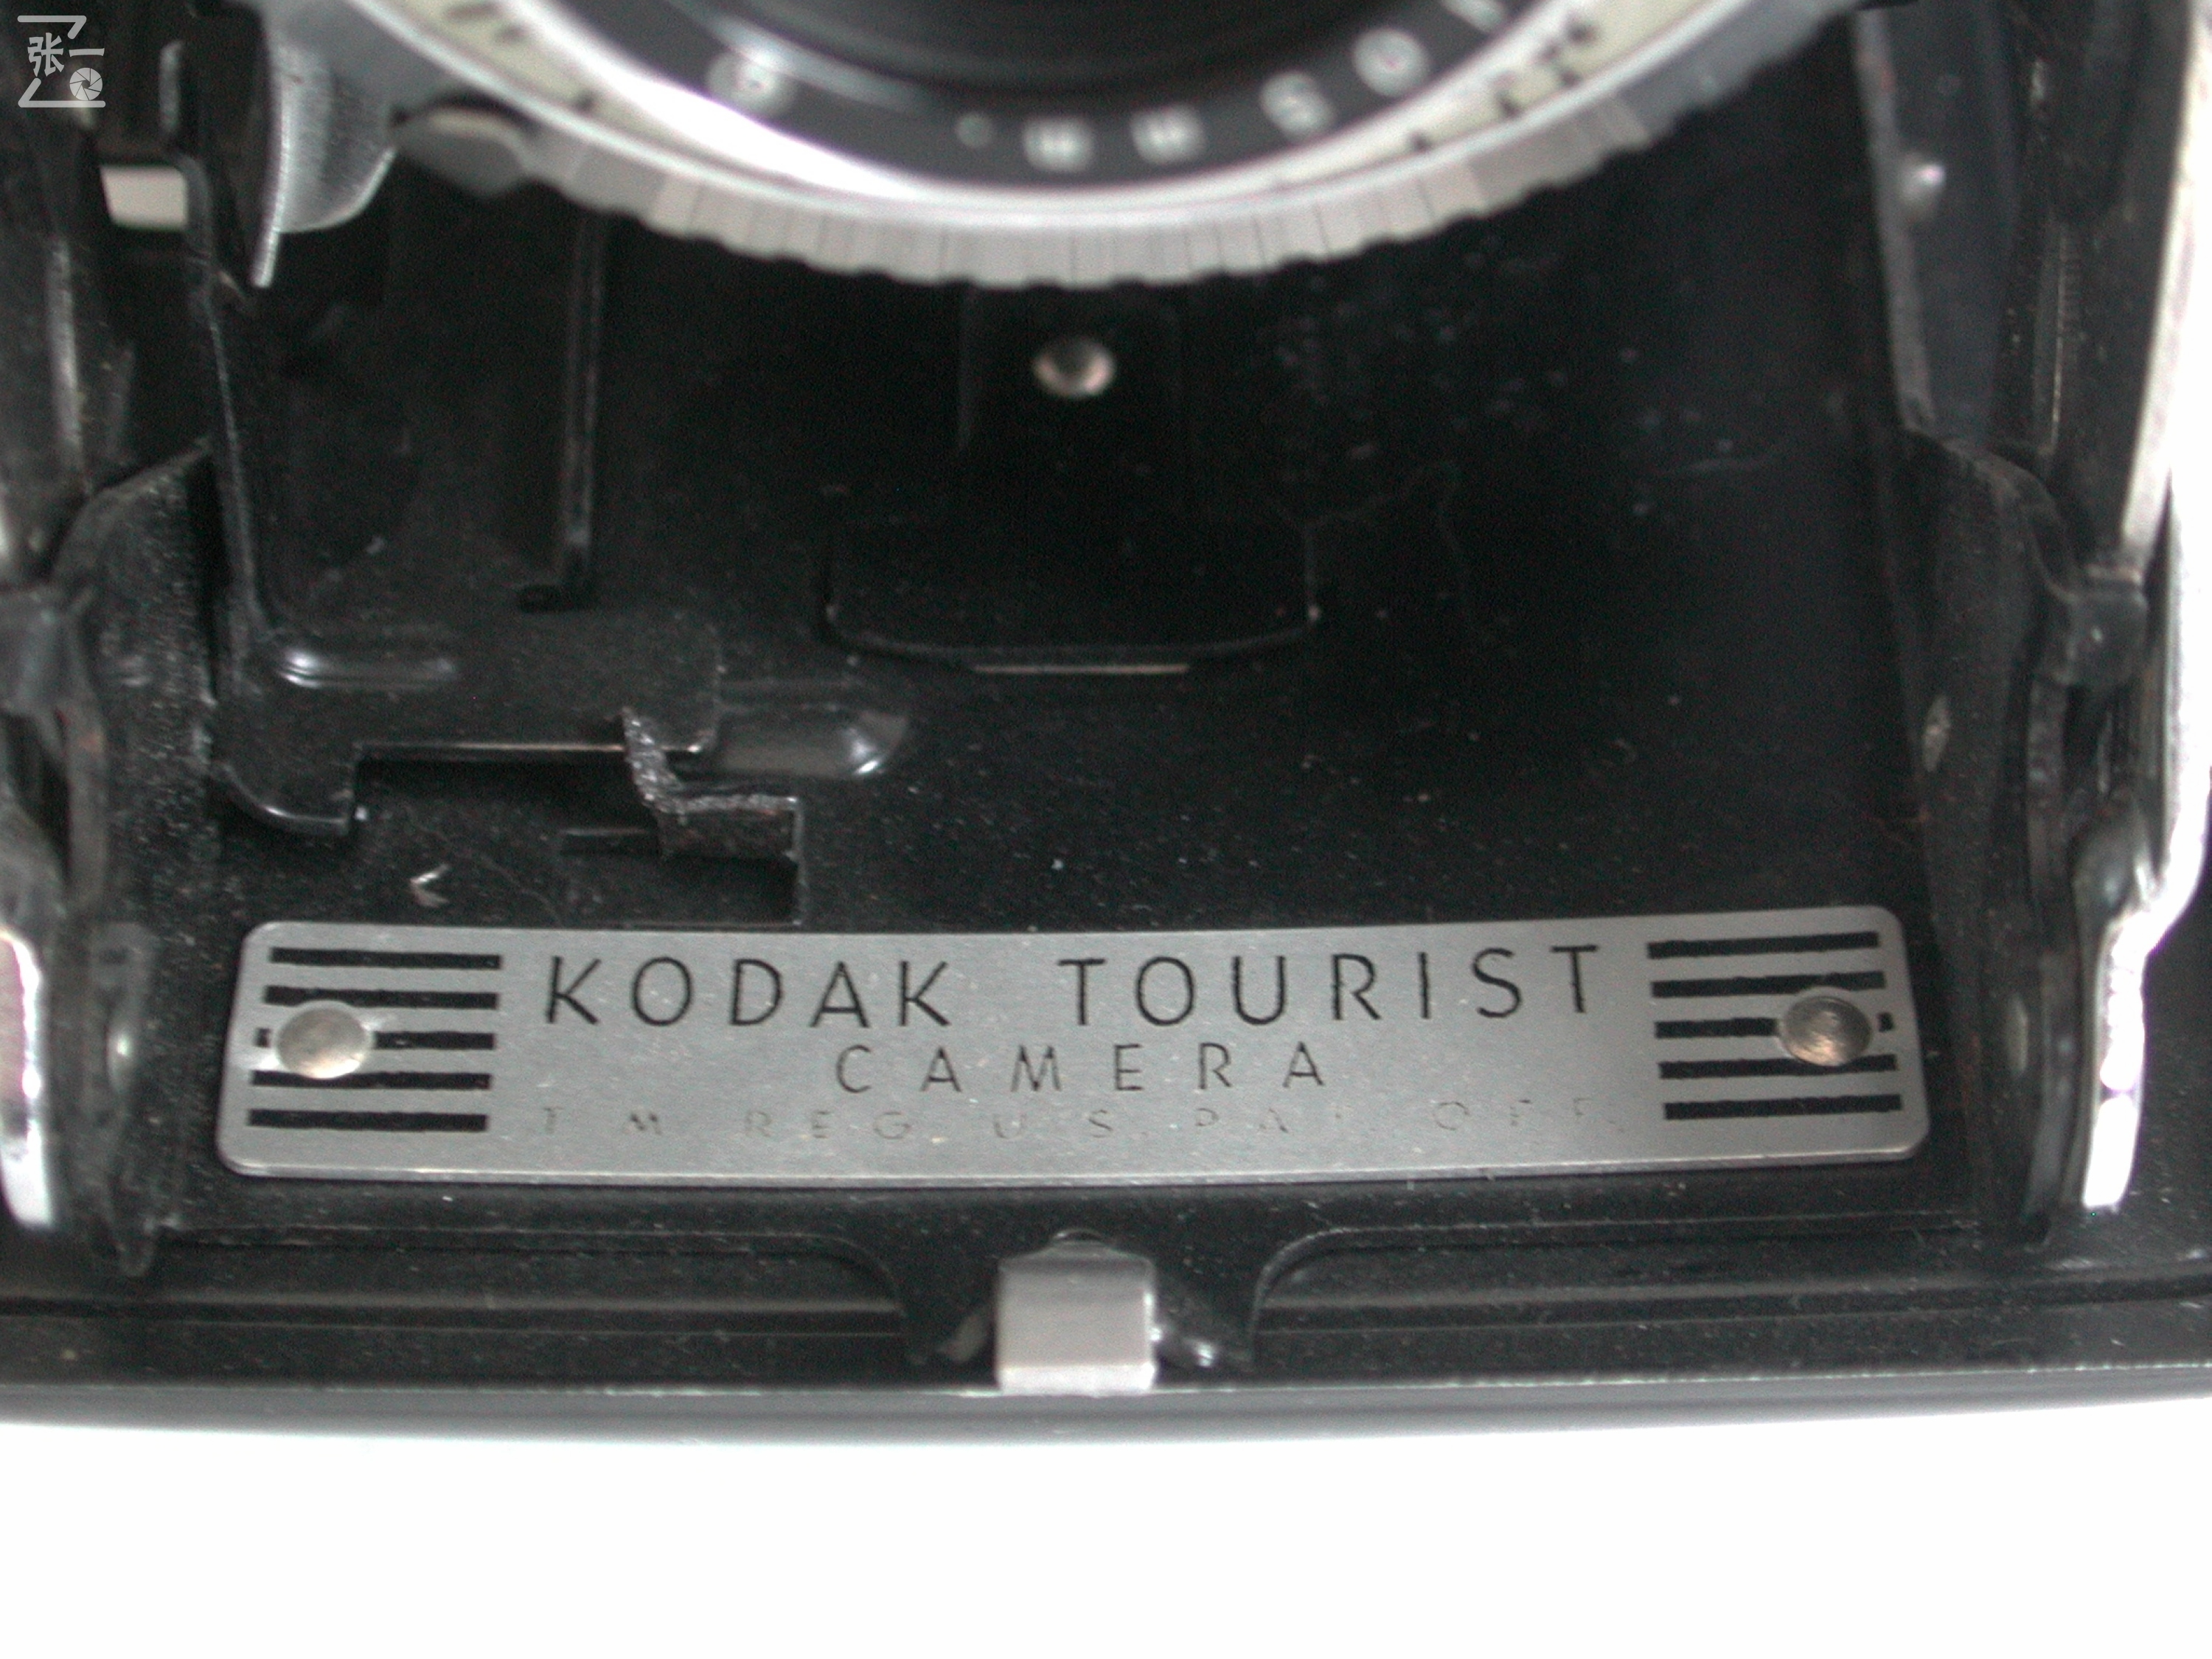 张一
KODAK TOURIST
CAMERA
T M REG. U. S. PAT. OFF.